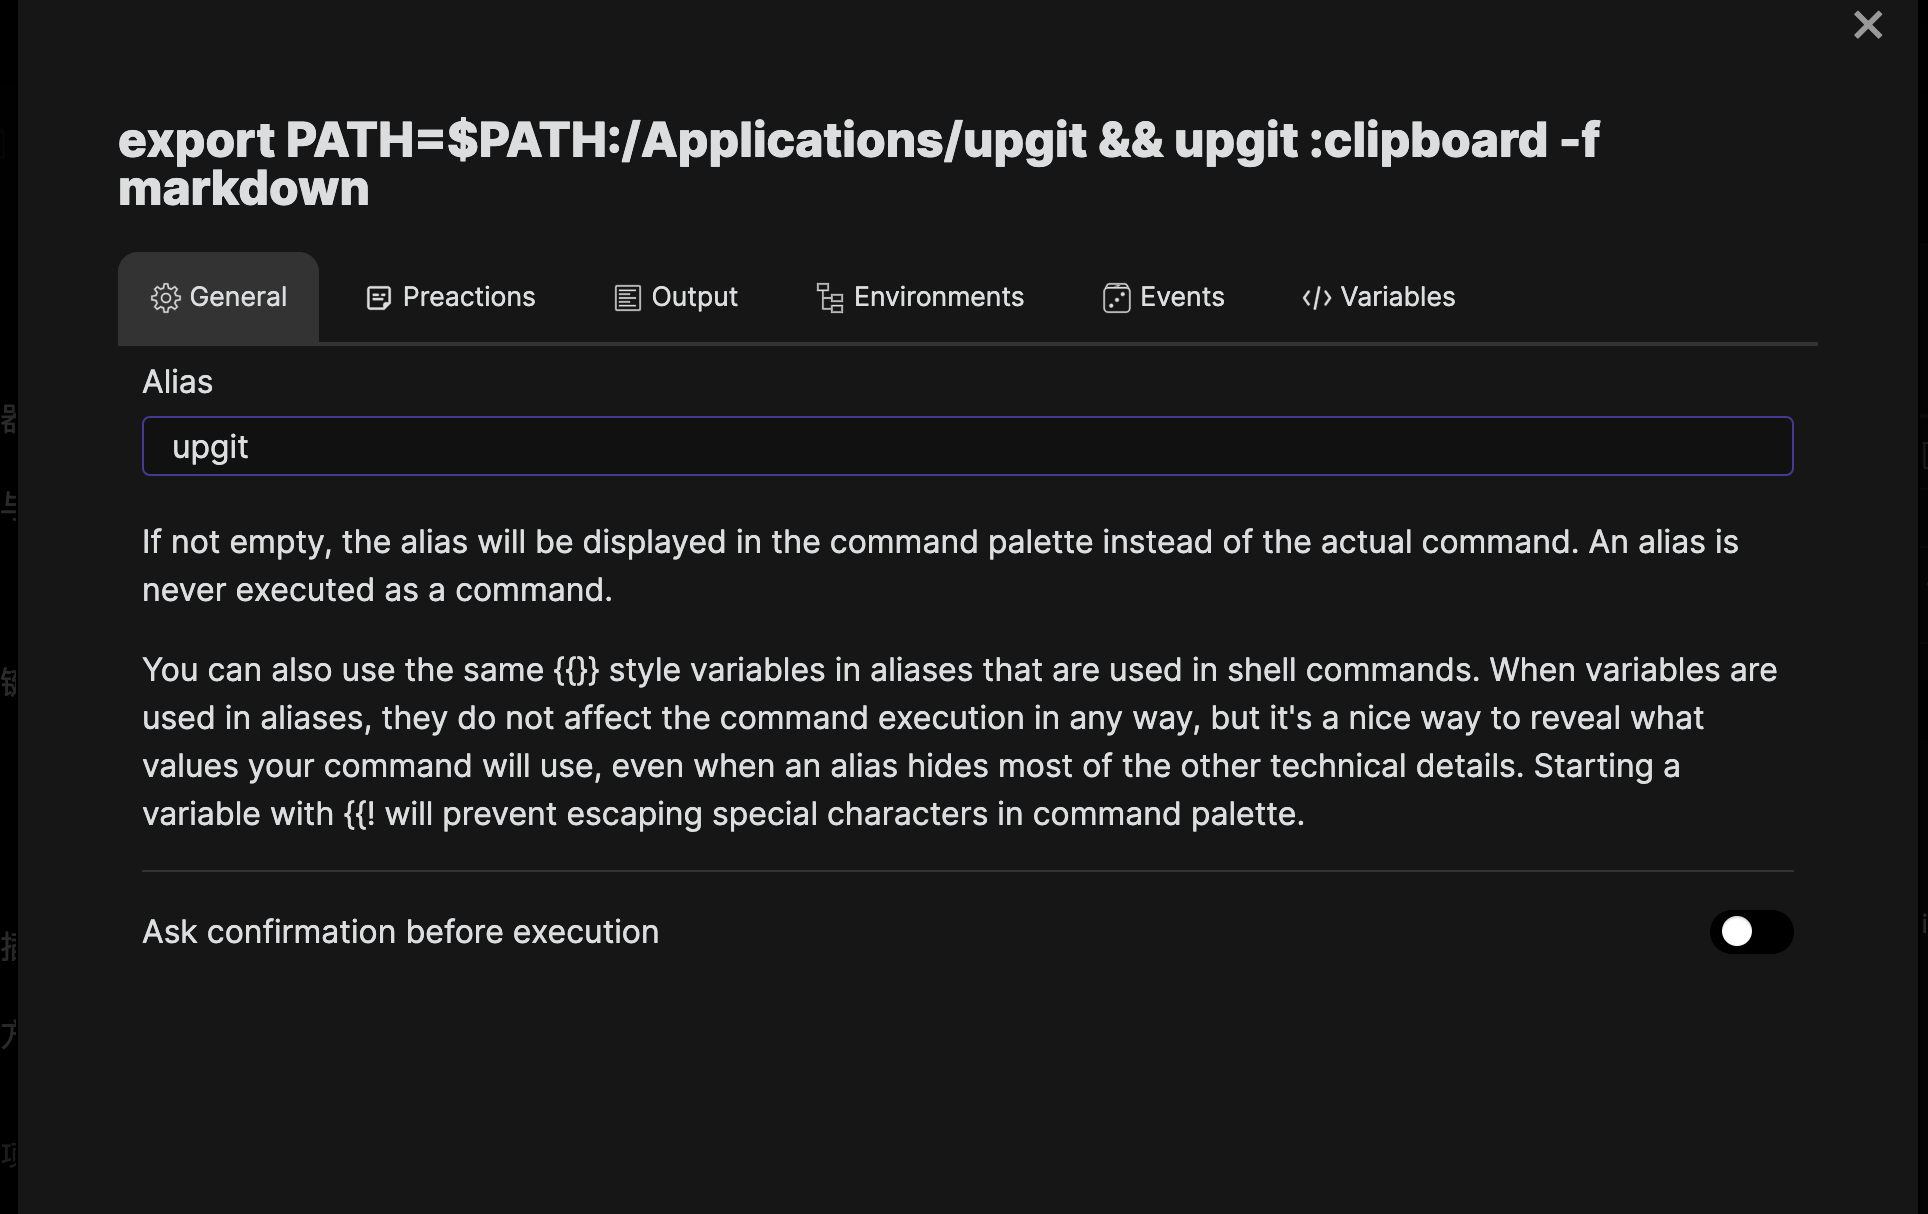 export PATH=$PATH:/Applications/upgit && upgit :clipboard -f
markdown
General Preactions Output Environments Events </> Variables
Alias
upgit
If not empty, the alias will be displayed in the command palette instead of the actual command. An alias is
never executed as a command.
You can also use the same {{}} style variables in aliases that are used in shell commands. When variables are
used in aliases, they do not affect the command execution in any way, but it's a nice way to reveal what
values your command will use, even when an alias hides most of the other technical details. Starting a
variable with {{! will prevent escaping special characters in command palette.
Ask confirmation before execution